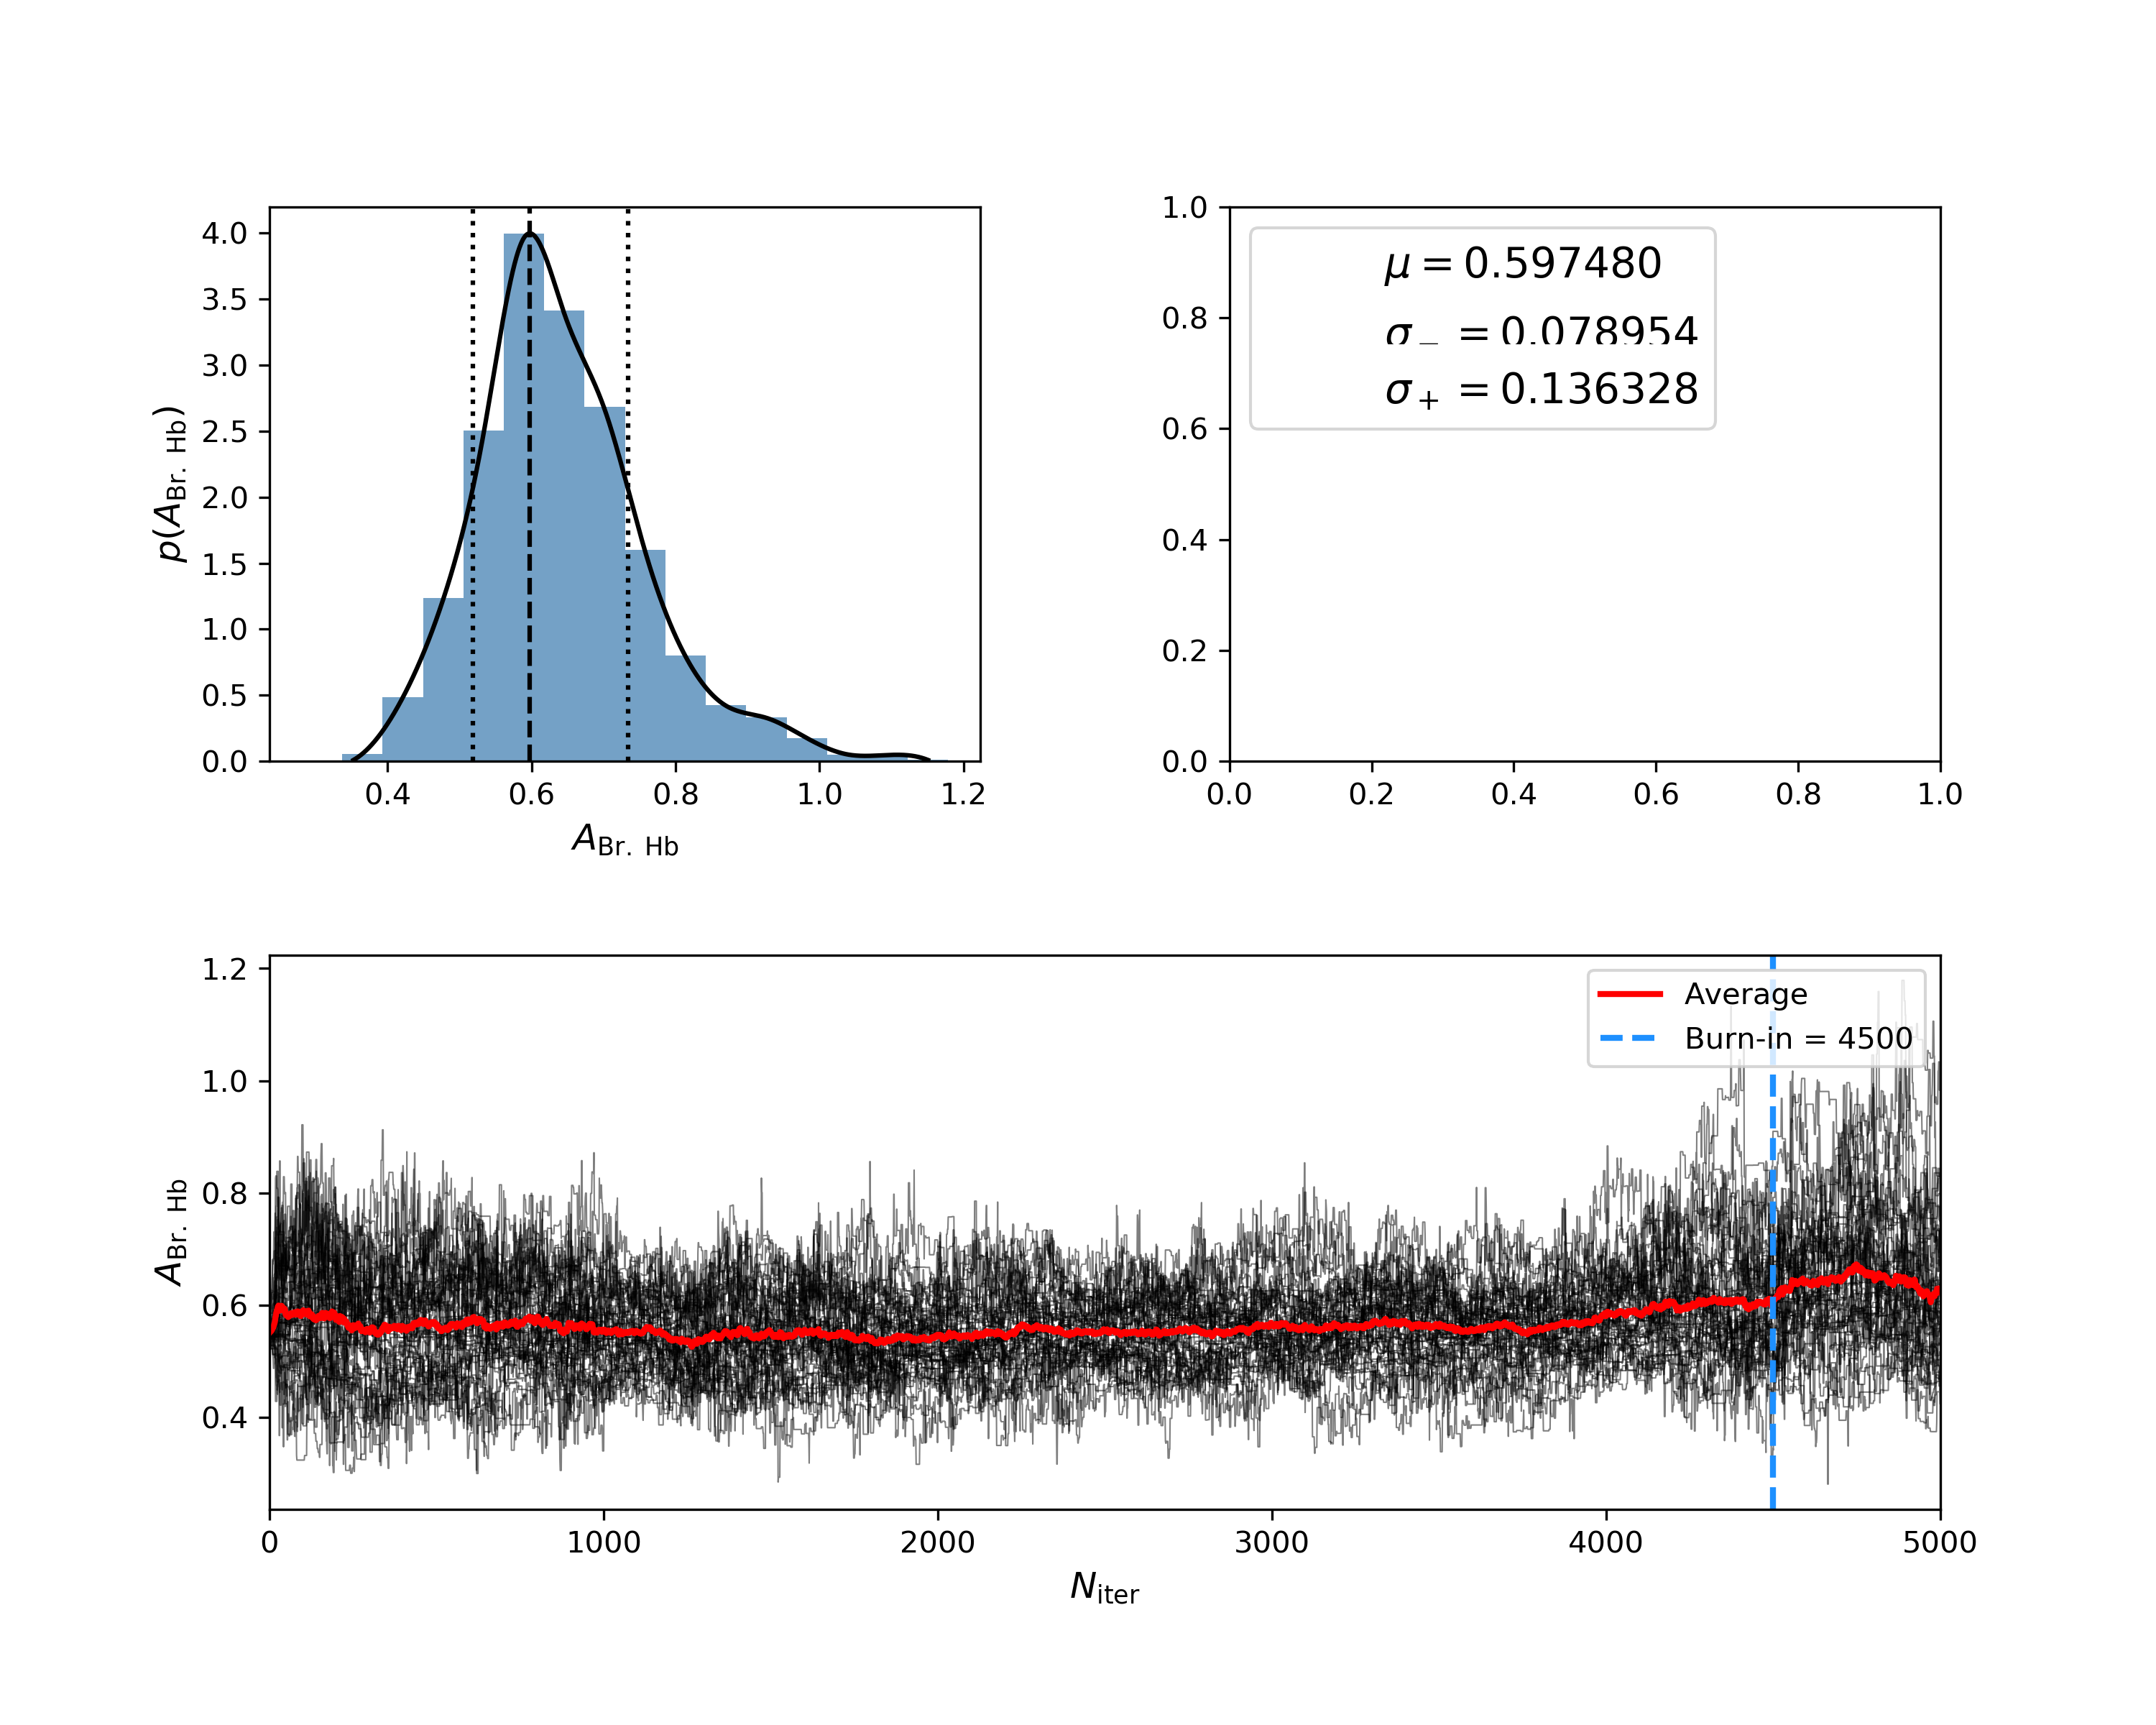 4.0
3.5
3.0
2.5
2.0
1.5
1.0
0.5
0.0
p(A_Br. Hb)
0.4 0.6 0.8 1.0 1.2
A_Br. Hb
1.0
0.8
0.6
0.4
0.2
0.0
μ = 0.597480
σ_− = 0.078954
σ_+ = 0.136328
0.0 0.2 0.4 0.6 0.8 1.0
1.2
1.0
0.8
0.6
0.4
A_Br. Hb
Average
Burn-in = 4500
0 1000 2000 3000 4000 5000
N_iter